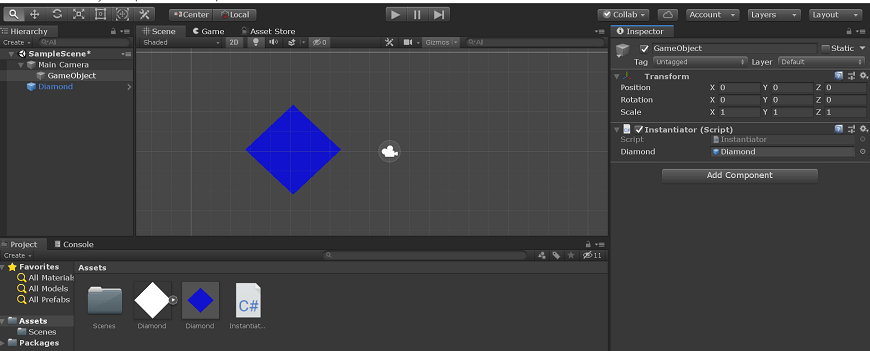 Center Local Collab Account Layers Layout
Hierarchy Scene Game Asset Store Inspector
Create All Shaded 2D 0 Gizmos All GameObject Static
SampleScene* Tag Untagged Layer Default
Main Camera
GameObject Transform
Diamond Position X 0 Y 0 Z 0
Rotation X 0 Y 0 Z 0
Scale X 1 Y 1 Z 1
Instantiator (Script)
Script Instantiator
Diamond Diamond
Add Component
Project Console
Create 11
Favorites Assets
All Materials
All Models
All Prefabs
Assets
Scenes Scenes Diamond Diamond Instantiat...
Packages
C#